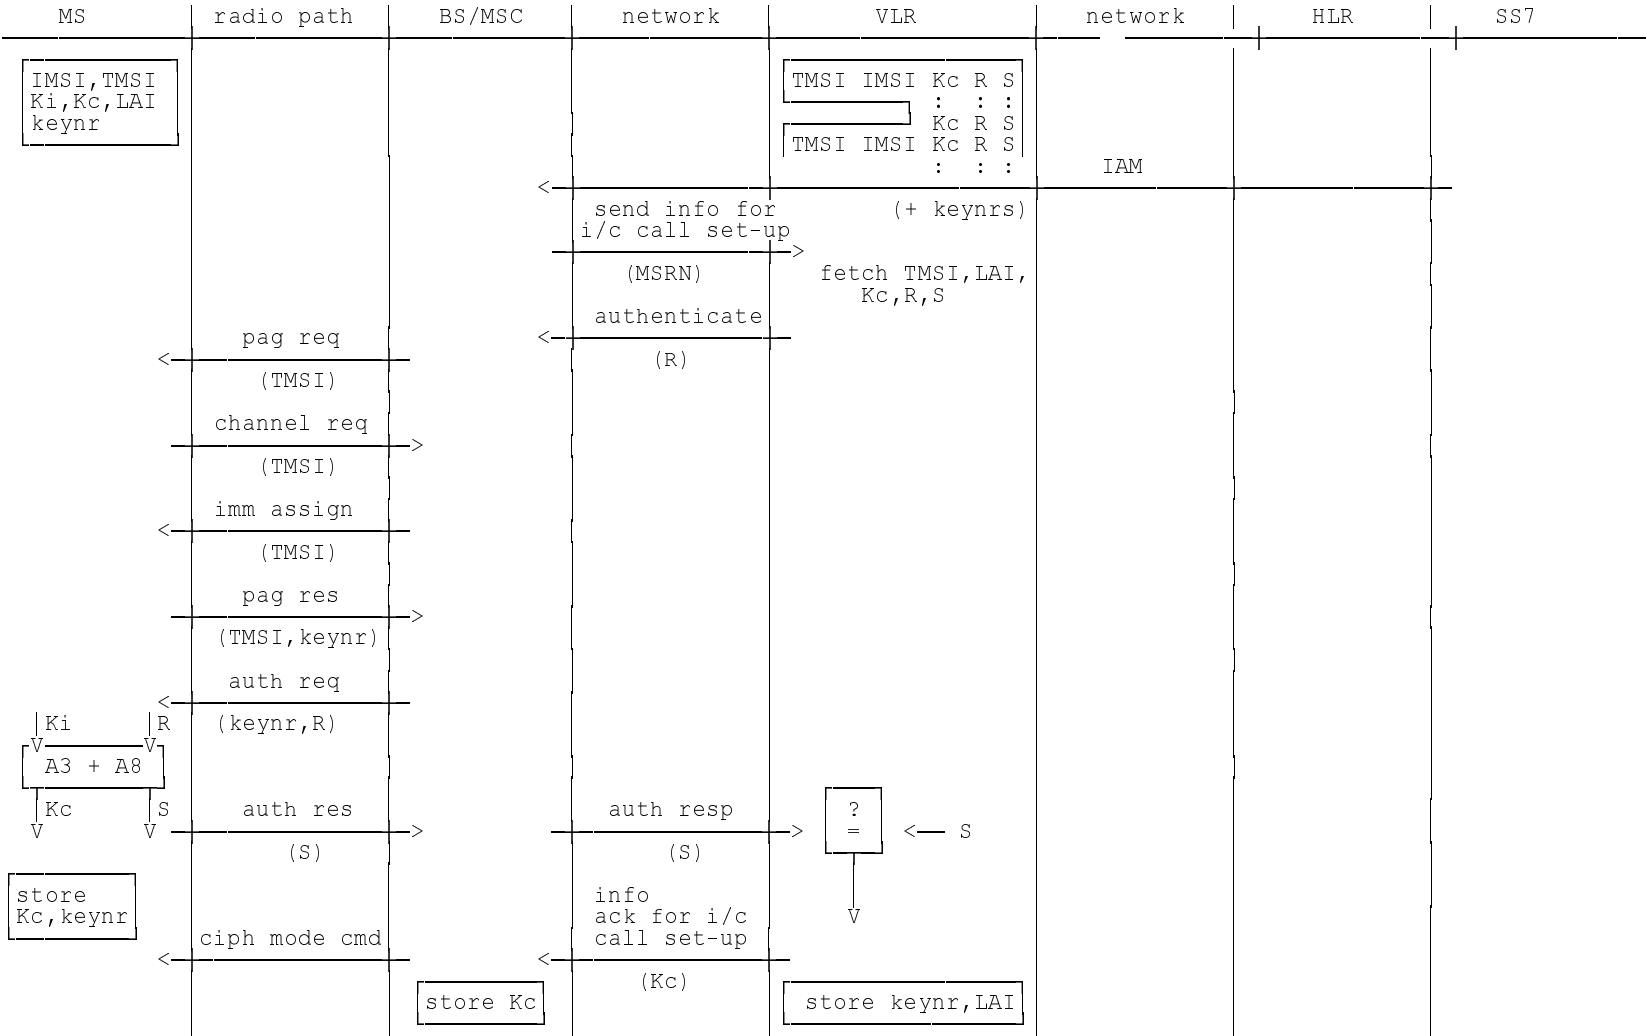 MS radio path BS/MSC network VLR network HLR SS7
IMSI,TMSI TMSI IMSI Kc R S
Ki,Kc,LAI : : :
keynr Kc R S
TMSI IMSI Kc R S
: : : IAM
send info for (+ keynrs)
i/c call set-up
(MSRN) fetch TMSI,LAI,
Kc,R,S
authenticate
pag req
(R)
(TMSI)
channel req
(TMSI)
imm assign
(TMSI)
pag res
(TMSI,keynr)
auth req
Ki R (keynr,R)
V V
A3 + A8
Kc S auth res auth resp ?
V V = S
(S) (S)
store info
Kc,keynr ack for i/c V
ciph mode cmd call set-up
(Kc)
store Kc store keynr,LAI